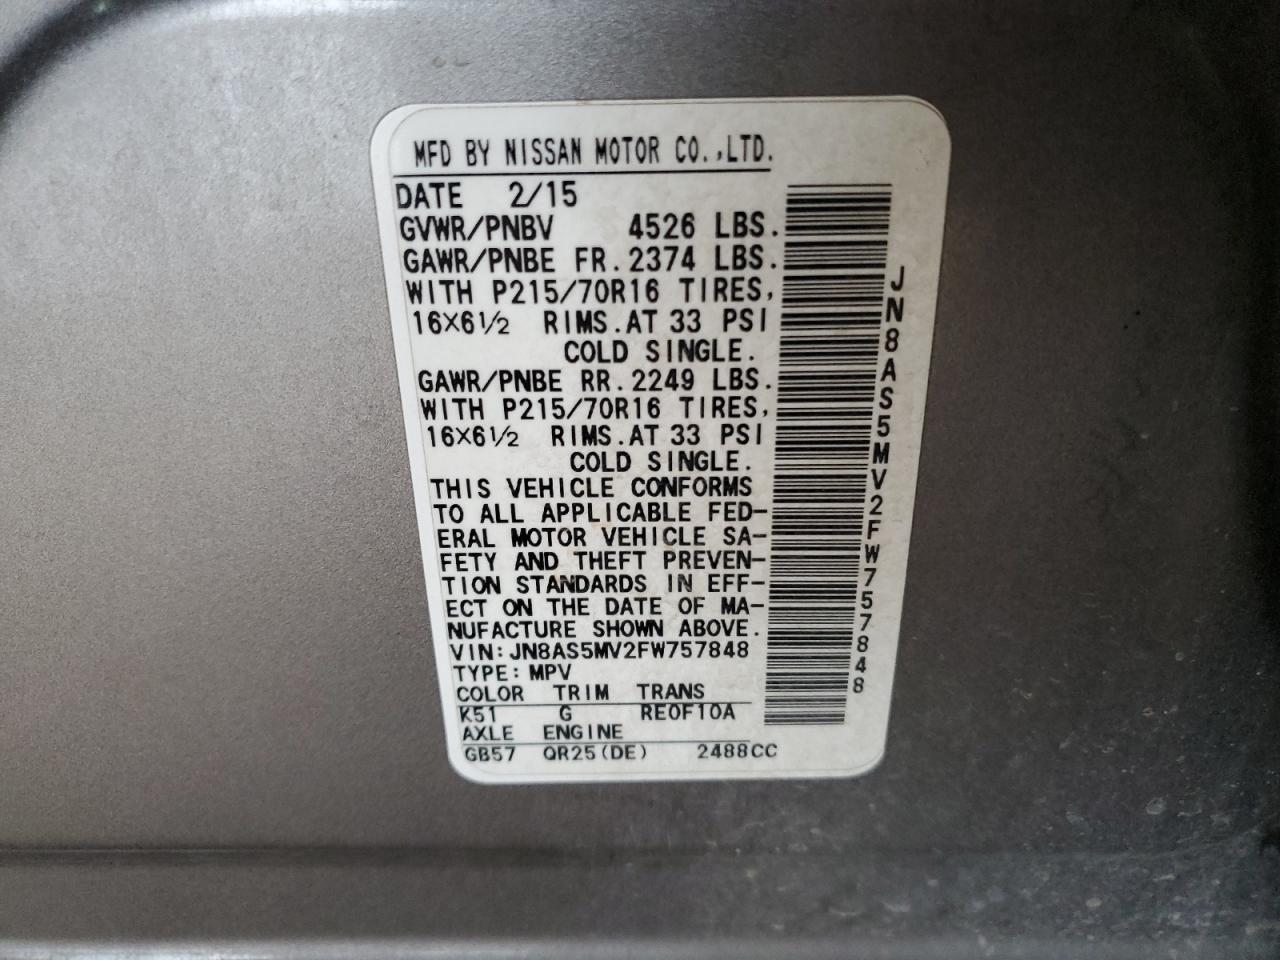 MFD BY NISSAN MOTOR CO.,LTD.
DATE 2/15
GVWR/PNBV 4526 LBS.
GAWR/PNBE FR.2374 LBS.
WITH P215/70R16 TIRES,
16X6½ RIMS.AT 33 PSI
COLD SINGLE.
GAWR/PNBE RR.2249 LBS.
WITH P215/70R16 TIRES,
16X6½ RIMS.AT 33 PSI
COLD SINGLE.
THIS VEHICLE CONFORMS
TO ALL APPLICABLE FED-
ERAL MOTOR VEHICLE SA-
FETY AND THEFT PREVEN-
TION STANDARDS IN EFF-
ECT ON THE DATE OF MA-
NUFACTURE SHOWN ABOVE.
VIN:JN8AS5MV2FW757848
TYPE:MPV
COLOR TRIM TRANS
K51 G RE0F10A
AXLE ENGINE
GB57 QR25(DE) 2488CC
JN8AS5MV2FW757848